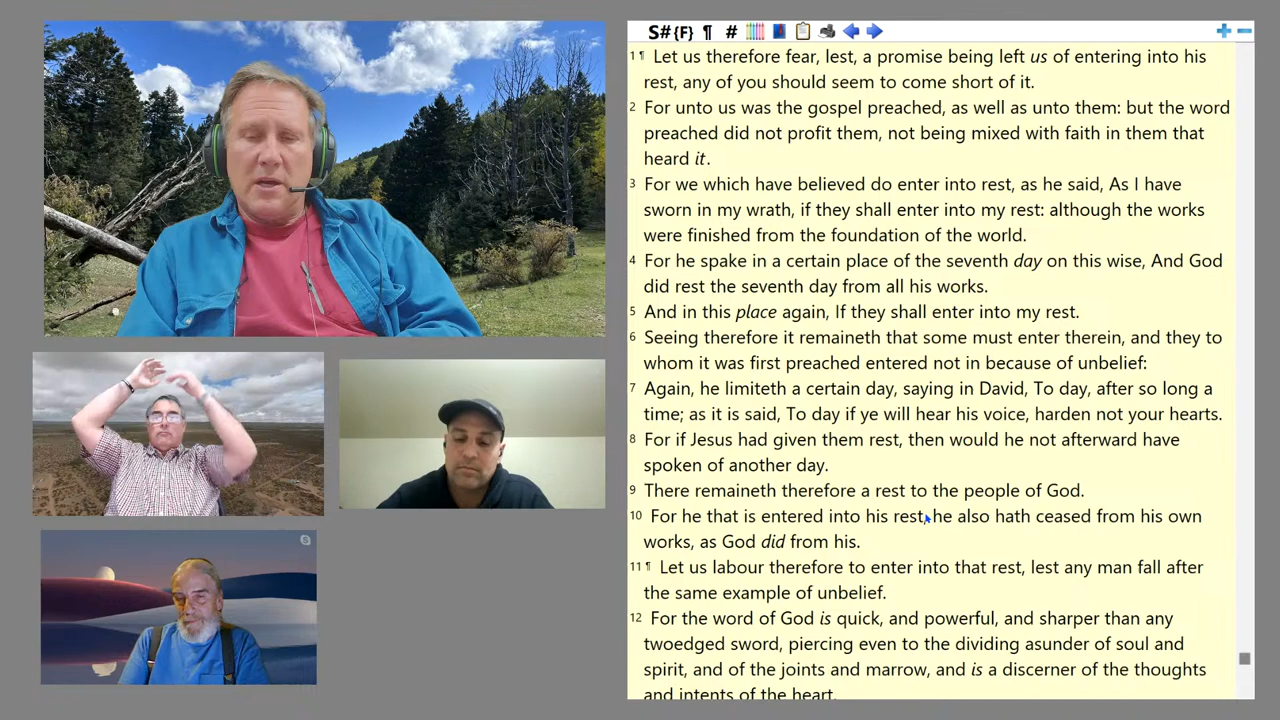 S# {F} ¶ #
1 ¶ Let us therefore fear, lest, a promise being left us of entering into his
rest, any of you should seem to come short of it.
2 For unto us was the gospel preached, as well as unto them: but the word
preached did not profit them, not being mixed with faith in them that
heard it.
3 For we which have believed do enter into rest, as he said, As I have
sworn in my wrath, if they shall enter into my rest: although the works
were finished from the foundation of the world.
4 For he spake in a certain place of the seventh day on this wise, And God
did rest the seventh day from all his works.
5 And in this place again, If they shall enter into my rest.
6 Seeing therefore it remaineth that some must enter therein, and they to
whom it was first preached entered not in because of unbelief:
7 Again, he limiteth a certain day, saying in David, To day, after so long a
time; as it is said, To day if ye will hear his voice, harden not your hearts.
8 For if Jesus had given them rest, then would he not afterward have
spoken of another day.
9 There remaineth therefore a rest to the people of God.
10 For he that is entered into his rest, he also hath ceased from his own
works, as God did from his.
11 ¶ Let us labour therefore to enter into that rest, lest any man fall after
the same example of unbelief.
12 For the word of God is quick, and powerful, and sharper than any
twoedged sword, piercing even to the dividing asunder of soul and
spirit, and of the joints and marrow, and is a discerner of the thoughts
and intents of the heart.